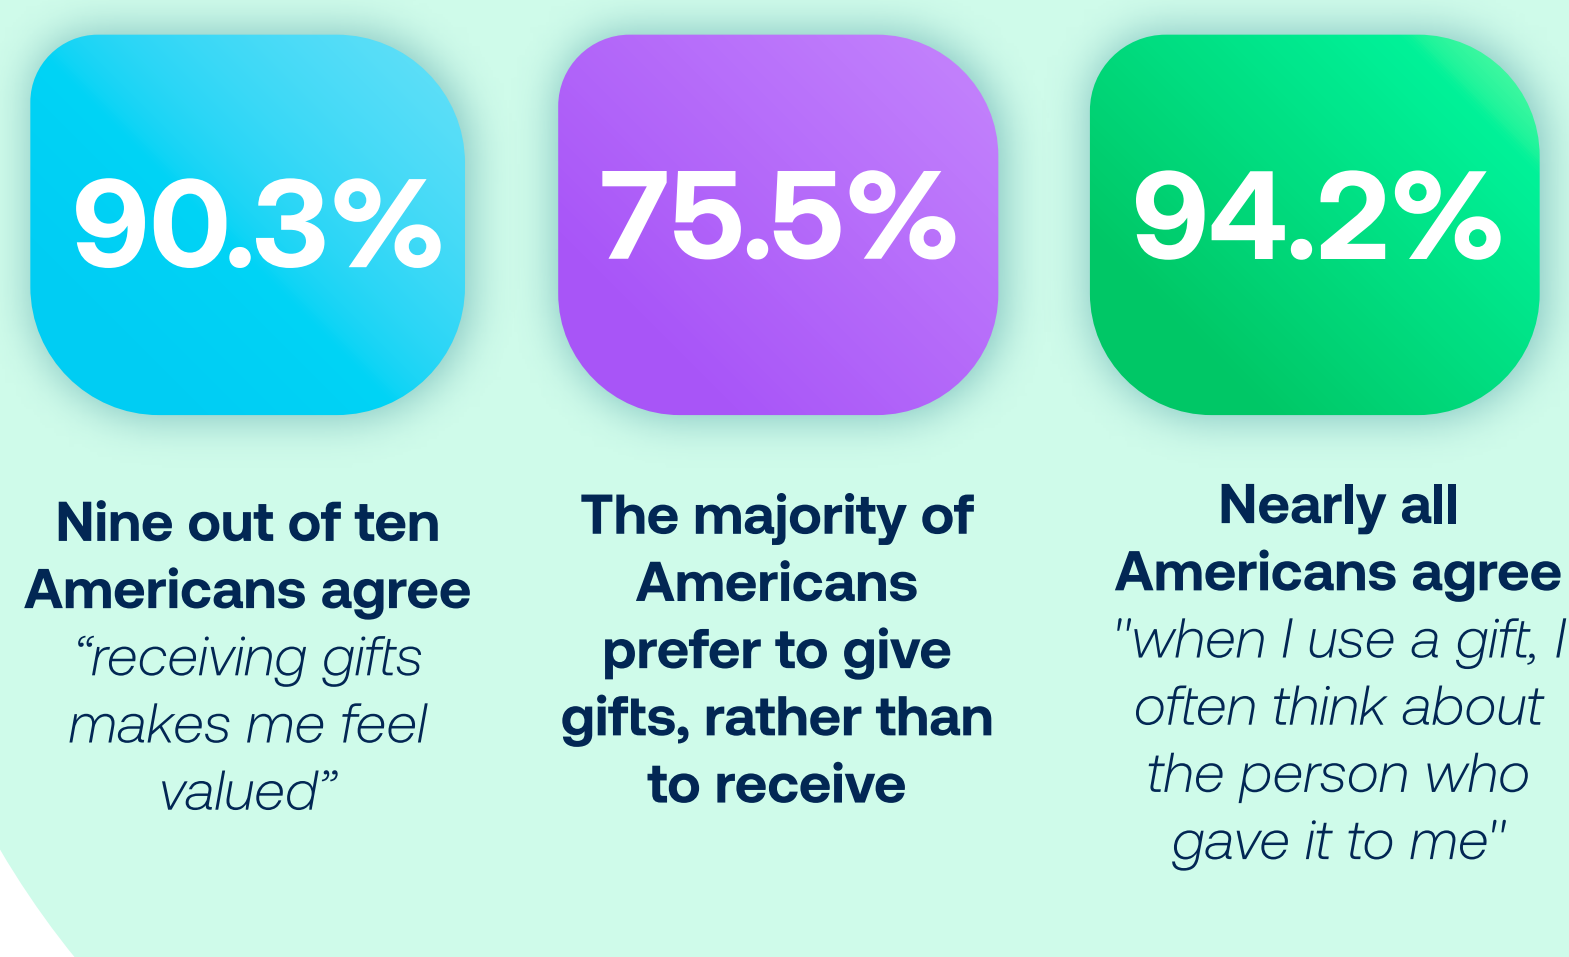 90.3%
Nine out of ten
Americans agree
“receiving gifts
makes me feel
valued”
75.5%
The majority of
Americans
prefer to give
gifts, rather than
to receive
94.2%
Nearly all
Americans agree
"when I use a gift, I
often think about
the person who
gave it to me"